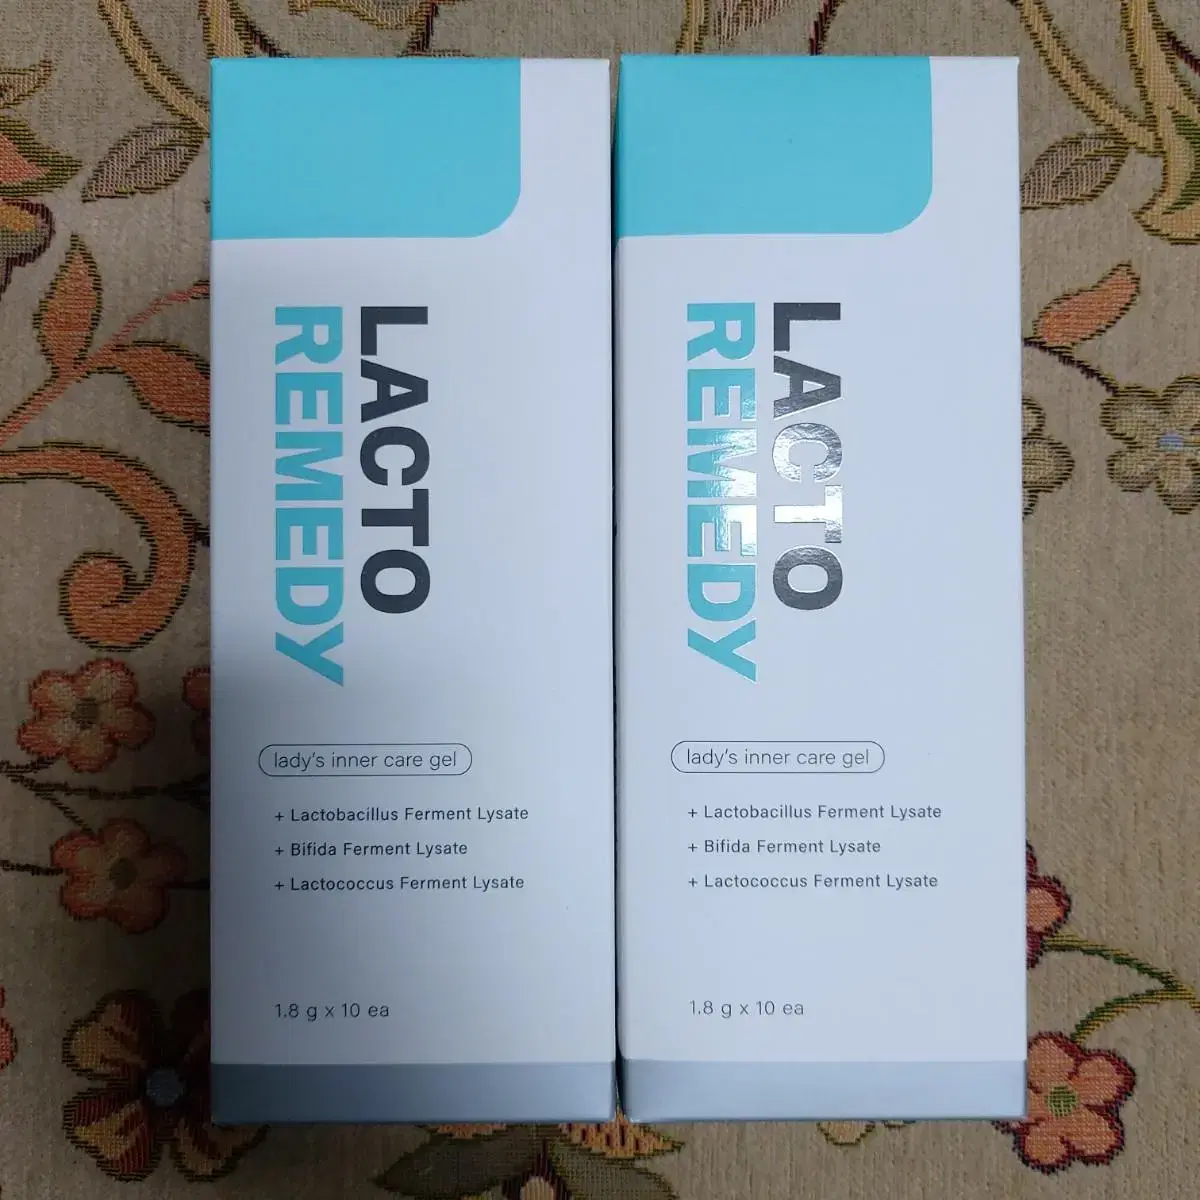 LACTO
REMEDY
lady's inner care gel
+ Lactobacillus Ferment Lysate
+ Bifida Ferment Lysate
+ Lactococcus Ferment Lysate
1.8 g x 10 ea
LACTO
REMEDY
lady's inner care gel
+ Lactobacillus Ferment Lysate
+ Bifida Ferment Lysate
+ Lactococcus Ferment Lysate
1.8 g x 10 ea